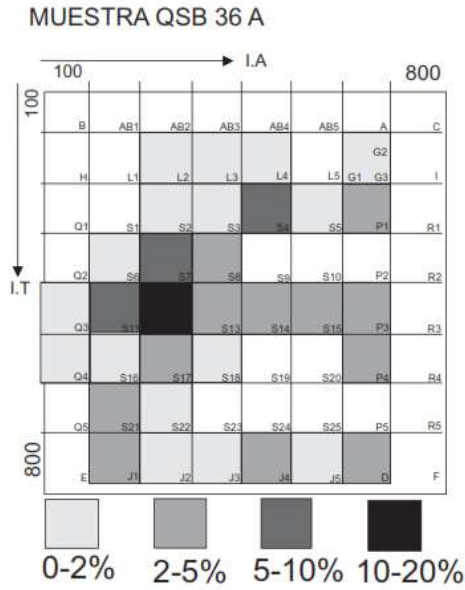 MUESTRA QSB 36 A
I.A
100 800
100
B AB1 AB2 AB3 AB4 AB5 A C
G2
H L1 L2 L3 L4 L5 G1 G3 I
Q1 S1 S2 S3 S4 S5 P1 R1
Q2 S6 S7 S8 S9 S10 P2 R2
I.T
Q3 S11 S13 S14 S15 P3 R3
Q4 S16 S17 S18 S19 S20 P4 R4
Q5 S21 S22 S23 S24 S25 P5 R5
800
E J1 J2 J3 J4 J5 D F
0-2% 2-5% 5-10% 10-20%